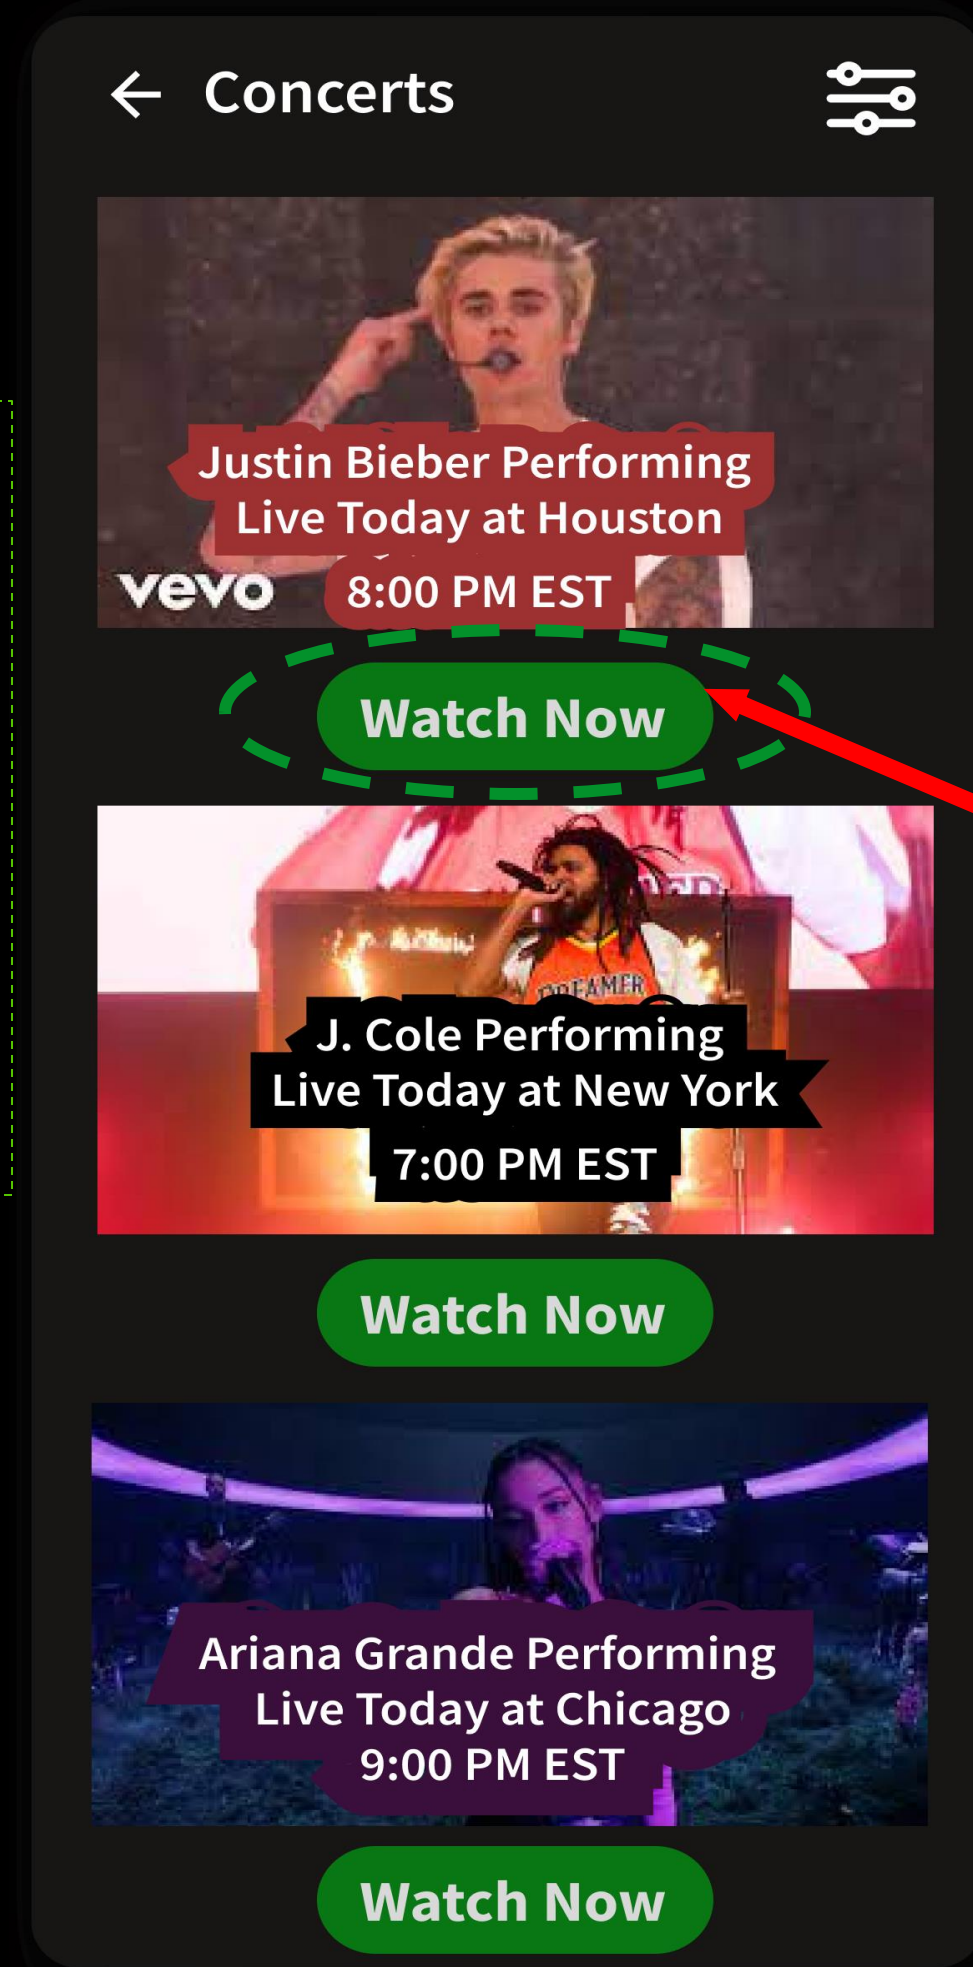 Concerts
Justin Bieber Performing
Live Today at Houston
vevo
8:00 PM EST
Watch Now
DREAMER
J. Cole Performing
Live Today at New York
7:00 PM EST
Watch Now
Ariana Grande Performing
Live Today at Chicago
9:00 PM EST
Watch Now